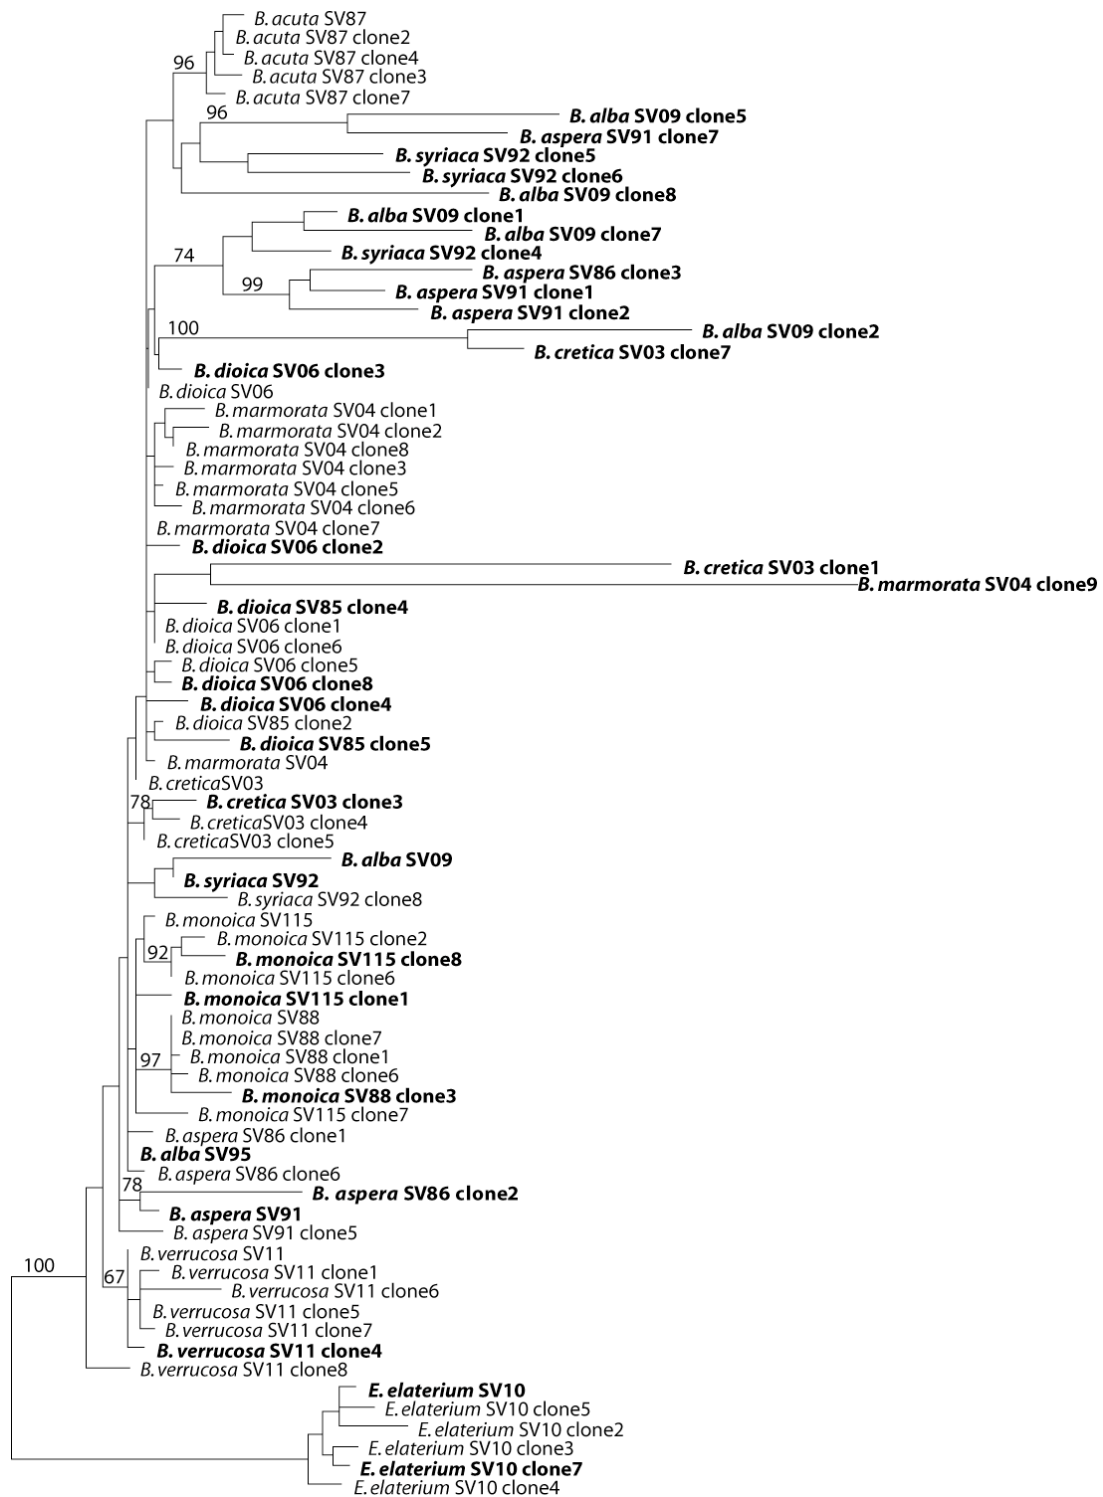 B. acuta SV87
B. acuta SV87 clone2
B. acuta SV87 clone4
96
B. acuta SV87 clone3
B. acuta SV87 clone7
96
B. alba SV09 clone5
B. aspera SV91 clone7
B. syriaca SV92 clone5
B. syriaca SV92 clone6
B. alba SV09 clone8
B. alba SV09 clone1
B. alba SV09 clone7
B. syriaca SV92 clone4
74
B. aspera SV86 clone3
99
B. aspera SV91 clone1
B. aspera SV91 clone2
100
B. alba SV09 clone2
B. cretica SV03 clone7
B. dioica SV06 clone3
B. dioica SV06
B. marmorata SV04 clone1
B. marmorata SV04 clone2
B. marmorata SV04 clone8
B. marmorata SV04 clone3
B. marmorata SV04 clone5
B. marmorata SV04 clone6
B. marmorata SV04 clone7
B. dioica SV06 clone2
B. cretica SV03 clone1
B. marmorata SV04 clone9
B. dioica SV85 clone4
B. dioica SV06 clone1
B. dioica SV06 clone6
B. dioica SV06 clone5
B. dioica SV06 clone8
B. dioica SV06 clone4
B. dioica SV85 clone2
B. dioica SV85 clone5
B. marmorata SV04
B. creticaSV03
78
B. cretica SV03 clone3
B. creticaSV03 clone4
B. creticaSV03 clone5
B. alba SV09
B. syriaca SV92
B. syriaca SV92 clone8
B. monoica SV115
B. monoica SV115 clone2
92
B. monoica SV115 clone8
B. monoica SV115 clone6
B. monoica SV115 clone1
B. monoica SV88
B. monoica SV88 clone7
97
B. monoica SV88 clone1
B. monoica SV88 clone6
B. monoica SV88 clone3
B. monoica SV115 clone7
B. aspera SV86 clone1
B. alba SV95
B. aspera SV86 clone6
78
B. aspera SV86 clone2
B. aspera SV91
B. aspera SV91 clone5
B. verrucosa SV11
100
67
B. verrucosa SV11 clone1
B. verrucosa SV11 clone6
B. verrucosa SV11 clone5
B. verrucosa SV11 clone7
B. verrucosa SV11 clone4
B. verrucosa SV11 clone8
E. elaterium SV10
E. elaterium SV10 clone5
E. elaterium SV10 clone2
E. elaterium SV10 clone3
E. elaterium SV10 clone7
E. elaterium SV10 clone4